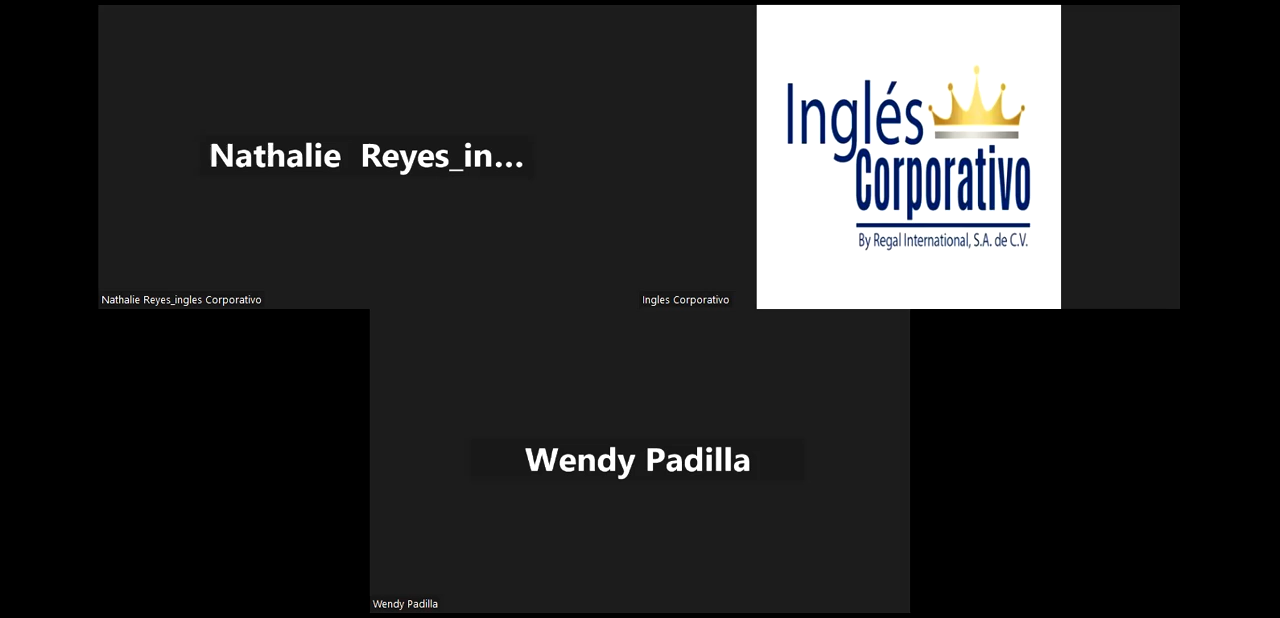 Nathalie  Reyes_in...
Nathalie Reyes_ingles Corporativo
Inglés
Corporativo
By Regal International, S.A. de C.V.
Ingles Corporativo
Wendy Padilla
Wendy Padilla